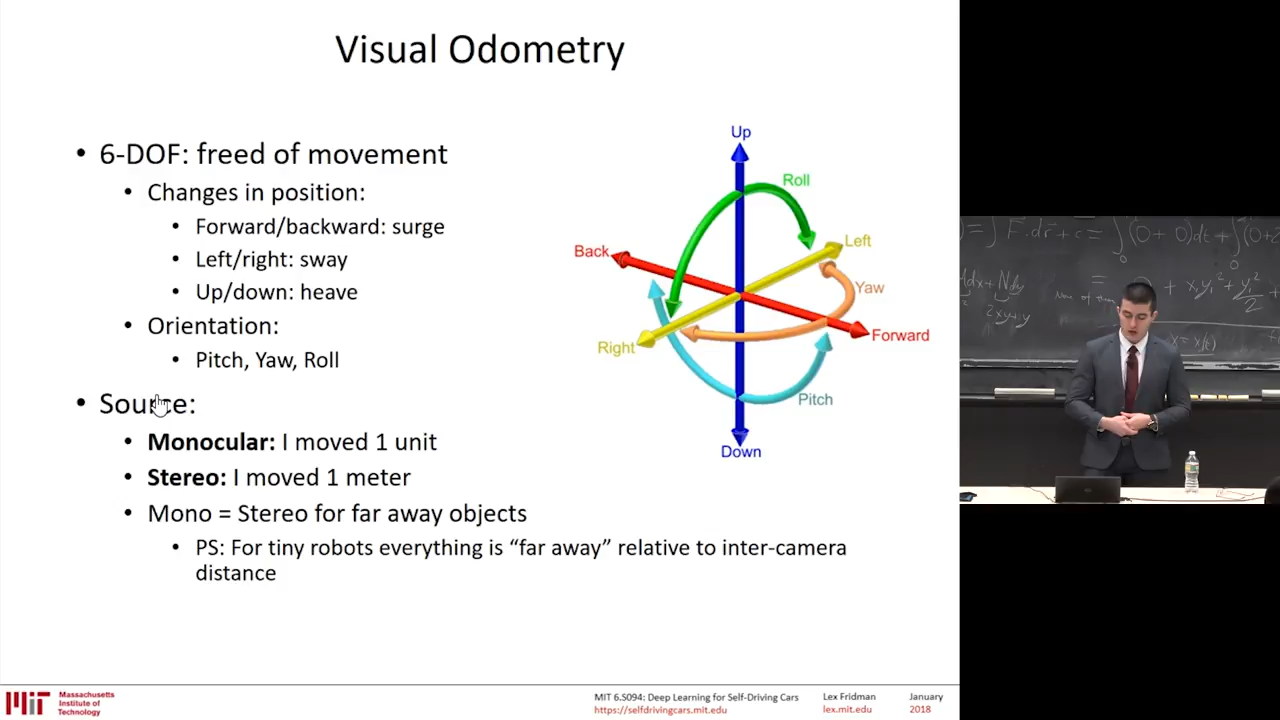 Visual Odometry
• 6-DOF: freed of movement
• Changes in position:
• Forward/backward: surge
• Left/right: sway
• Up/down: heave
• Orientation:
• Pitch, Yaw, Roll
• Source:
• Monocular: I moved 1 unit
• Stereo: I moved 1 meter
• Mono = Stereo for far away objects
• PS: For tiny robots everything is “far away” relative to inter-camera
distance
Up
Roll
Left
Back
Yaw
Forward
Right
Pitch
Down
MIT
Massachusetts
Institute of
Technology
MIT 6.S094: Deep Learning for Self-Driving Cars
https://selfdrivingcars.mit.edu
Lex Fridman
lex.mit.edu
January
2018